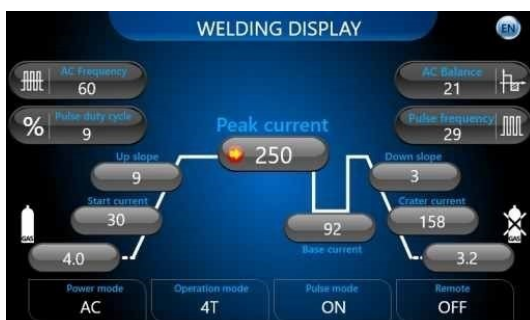 WELDING DISPLAY
EN
AC Frequency
60
AC Balance
21
%
Pulse duty cycle
9
Pulse frequency
29
Peak current
250
Up slope
9
Down slope
3
Start current
30
Crater current
158
92
Base current
GAS
4.0
GAS
3.2
Power mode
AC
Operation mode
4T
Pulse mode
ON
Remote
OFF